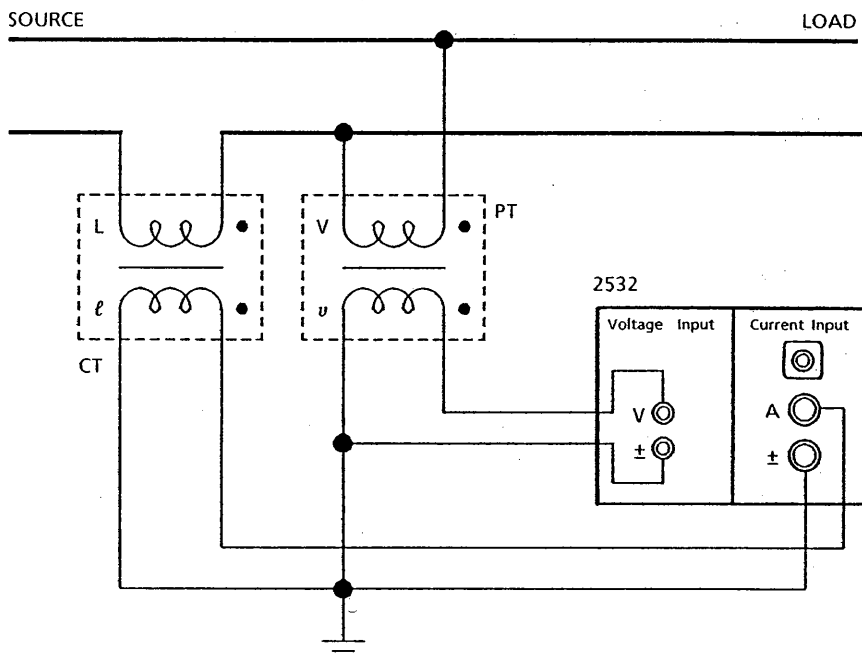 SOURCE LOAD
L V PT
ℓ υ
CT
2532
Voltage Input Current Input
V A
± ±